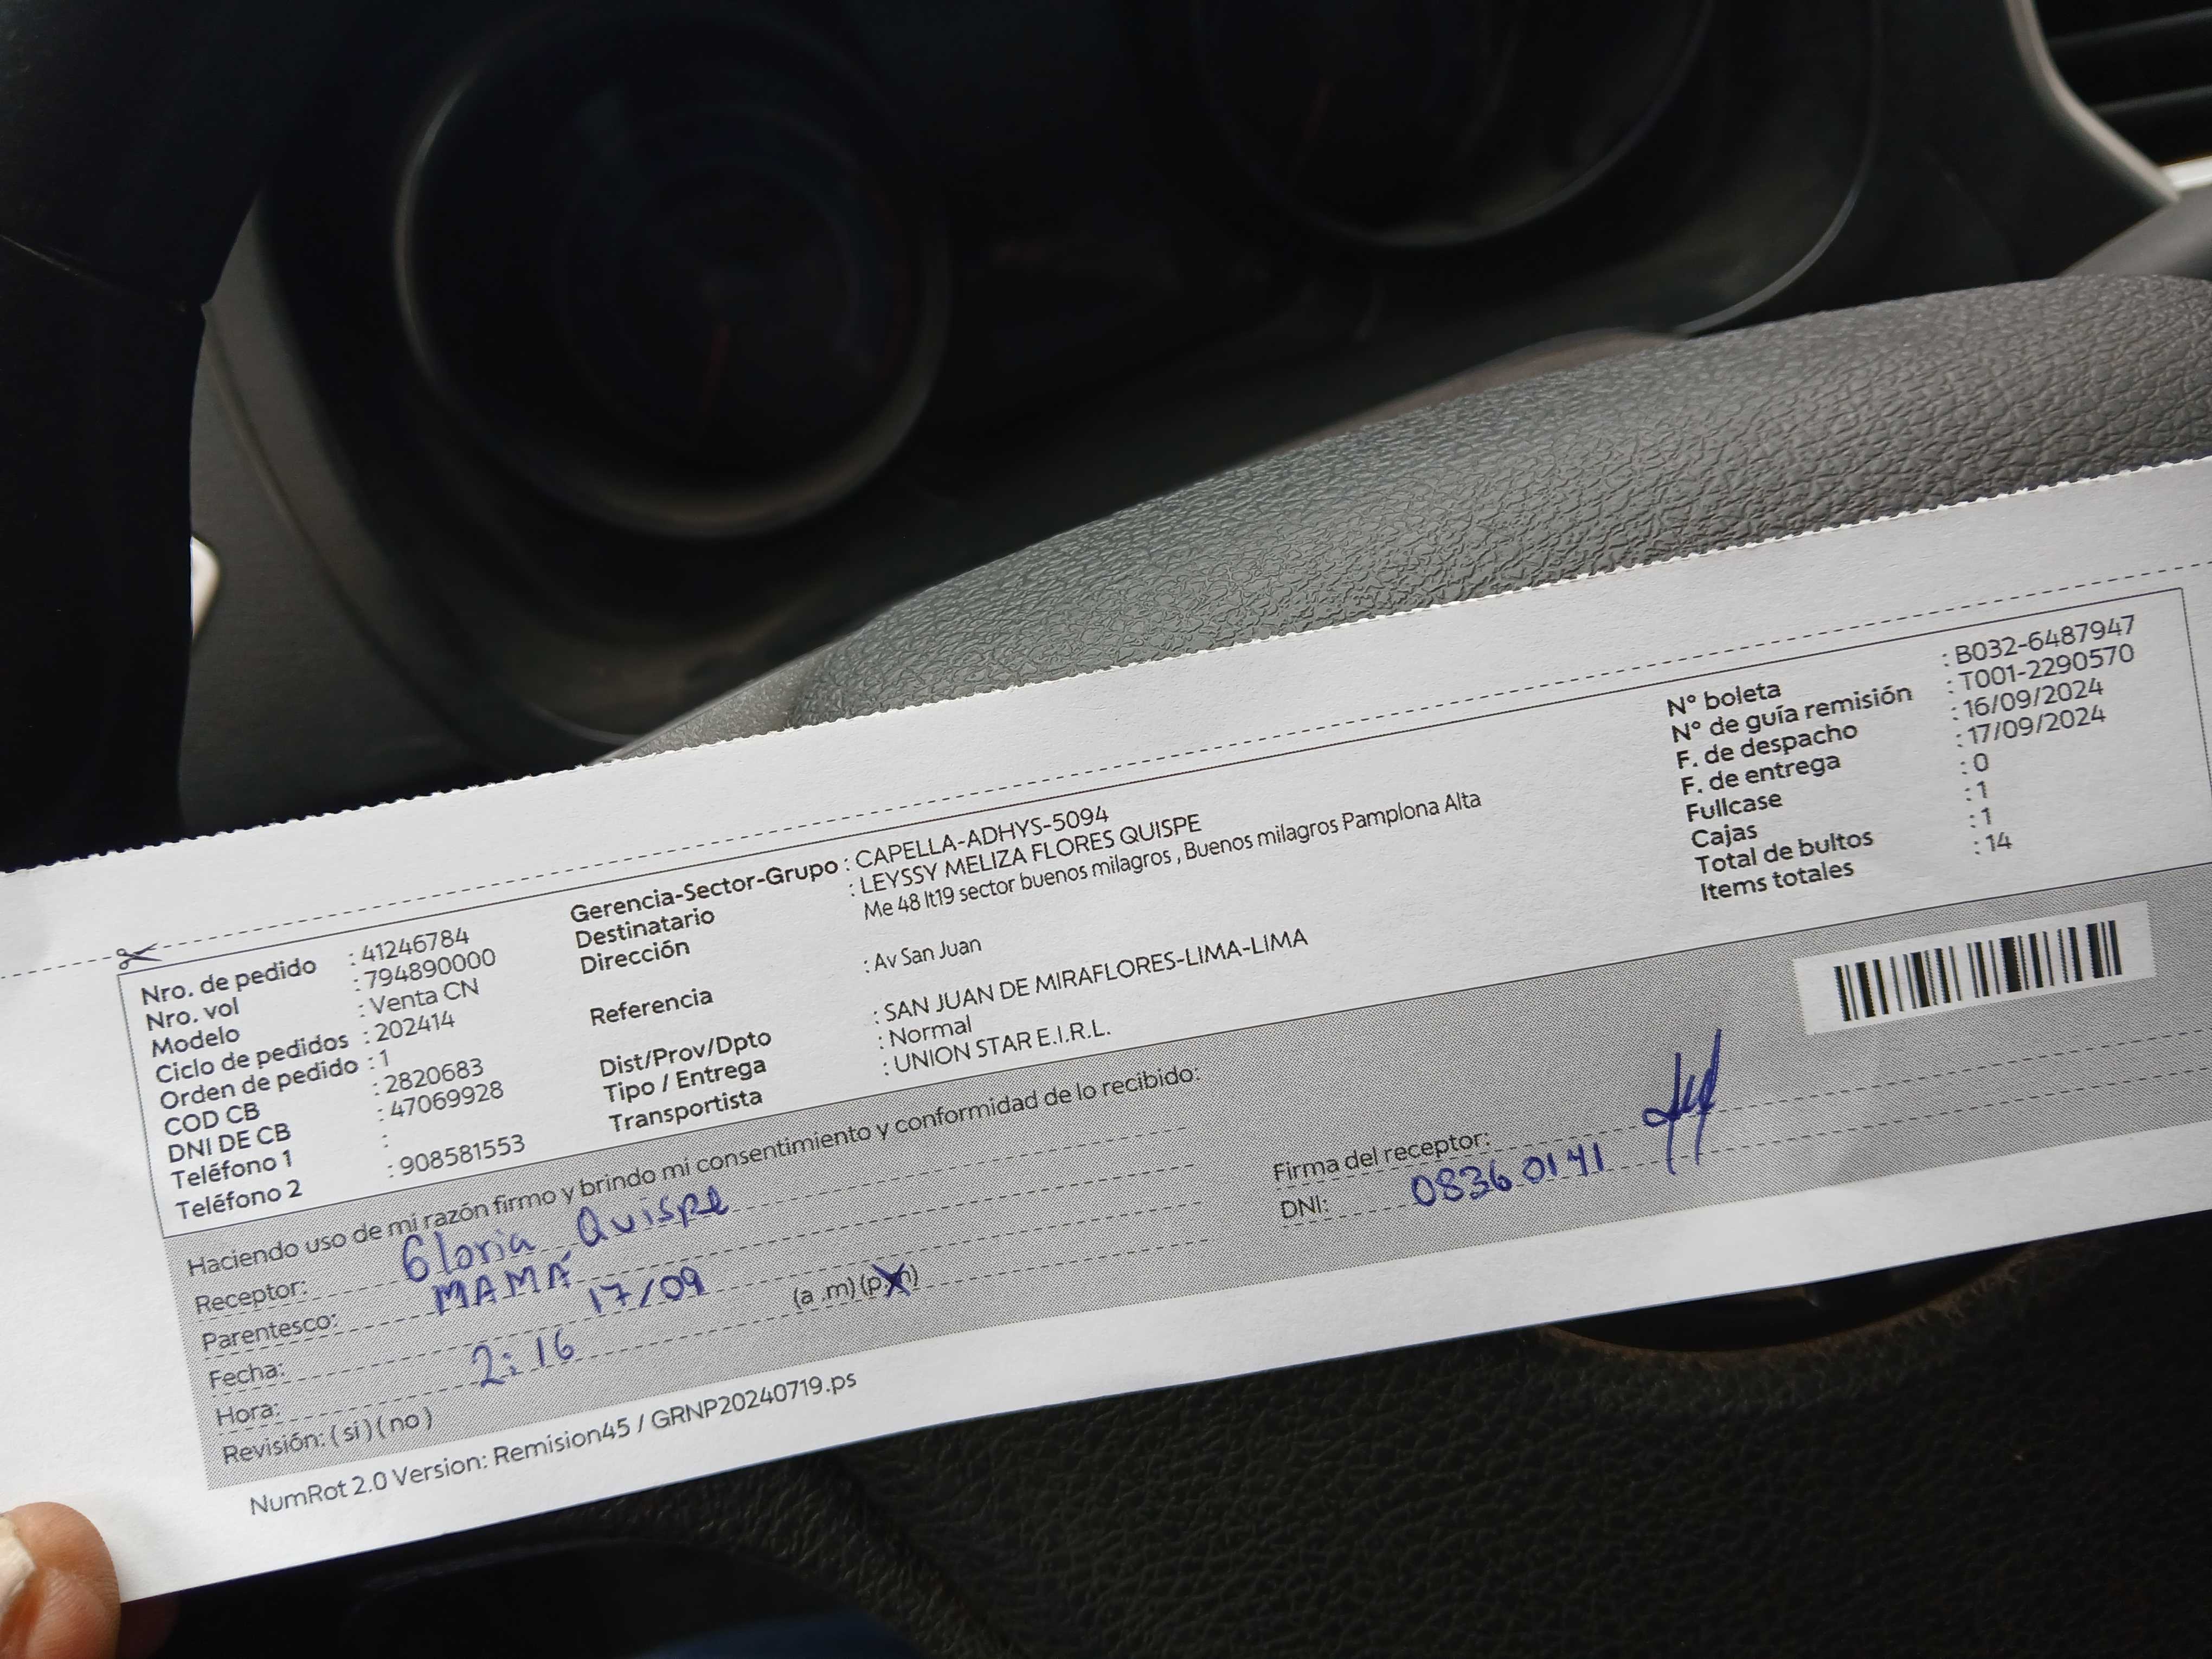 Nro. de pedido : 41246784
Nro. vol : 794890000
Modelo : Venta CN
Ciclo de pedidos : 202414
Orden de pedido : 1
COD CB : 2820683
DNI DE CB : 47069928
Teléfono 1 :
Teléfono 2 : 908581553
Gerencia-Sector-Grupo : CAPELLA-ADHYS-5094
Destinatario : LEYSSY MELIZA FLORES QUISPE
Dirección Me 48 lt19 sector buenos milagros , Buenos milagros Pamplona Alta
Referencia : Av San Juan
Dist/Prov/Dpto : SAN JUAN DE MIRAFLORES-LIMA-LIMA
Tipo / Entrega : Normal
Transportista : UNION STAR E.I.R.L.
N° boleta : B032-6487947
N° de guía remisión : T001-2290570
F. de despacho : 16/09/2024
F. de entrega : 17/09/2024
Fullcase : 0
Cajas : 1
Total de bultos : 1
Items totales : 14
Haciendo uso de mi razón firmo y brindo mi consentimiento y conformidad de lo recibido:
Receptor: Gloria Quispe
Parentesco: MAMÁ
Fecha: 17/09
Hora: 2:16 (a .m) (p.m)
Revisión: ( si ) ( no )
Firma del receptor:
DNI: 08360141
NumRot 2.0 Version: Remision45 / GRNP20240719.ps